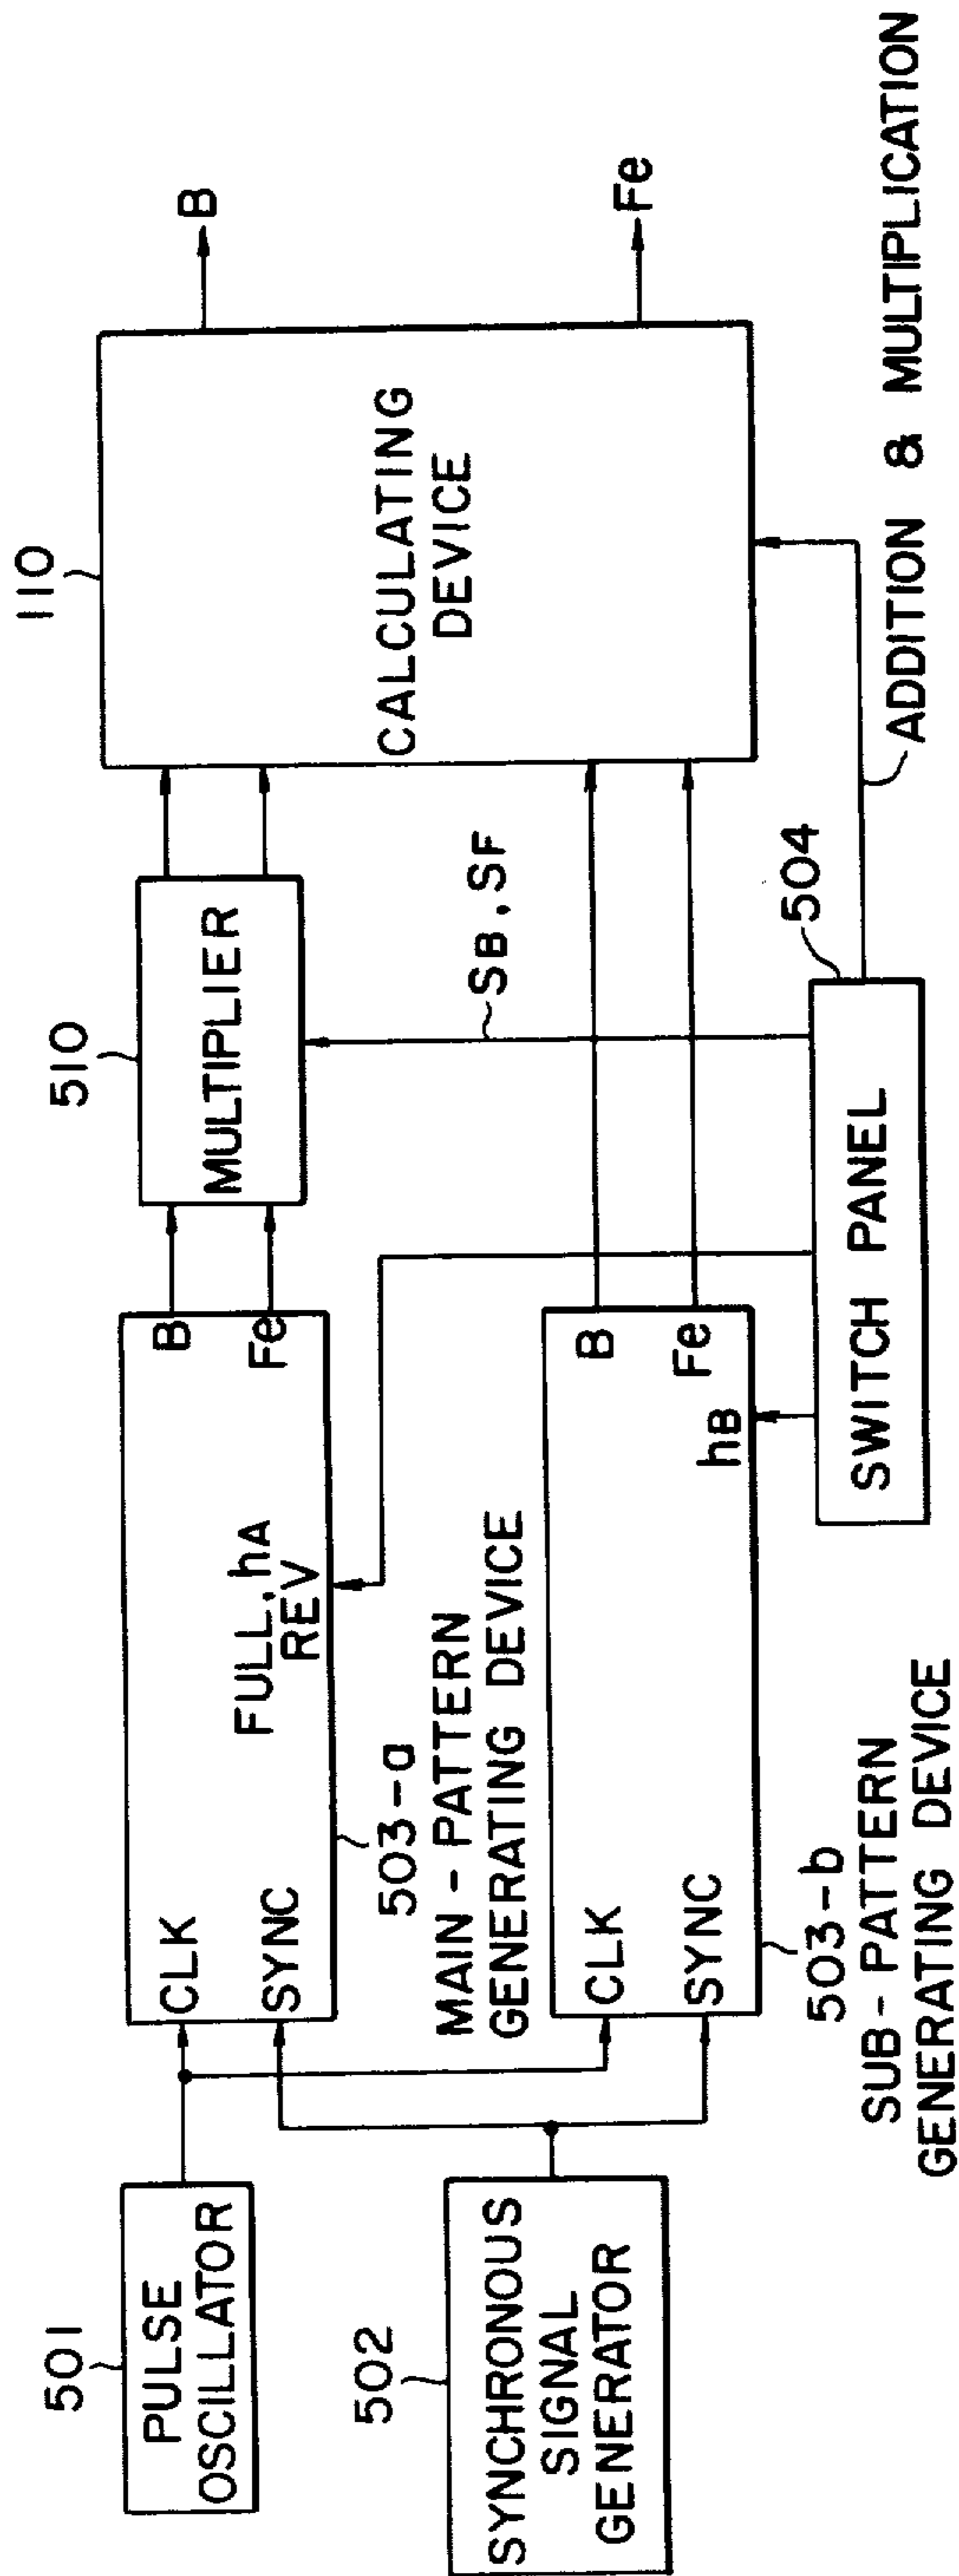 501
PULSE
OSCILLATOR
502
SYNCHRONOUS
SIGNAL
GENERATOR
CLK
SYNC
FULL, hA
REV
B
Fe
503-a
MAIN-PATTERN
GENERATING DEVICE
CLK
SYNC
B
Fe
hB
503-b
SUB-PATTERN
GENERATING DEVICE
510
MULTIPLIER
SB, SF
504
SWITCH PANEL
110
CALCULATING
DEVICE
B
Fe
ADDITION & MULTIPLICATION